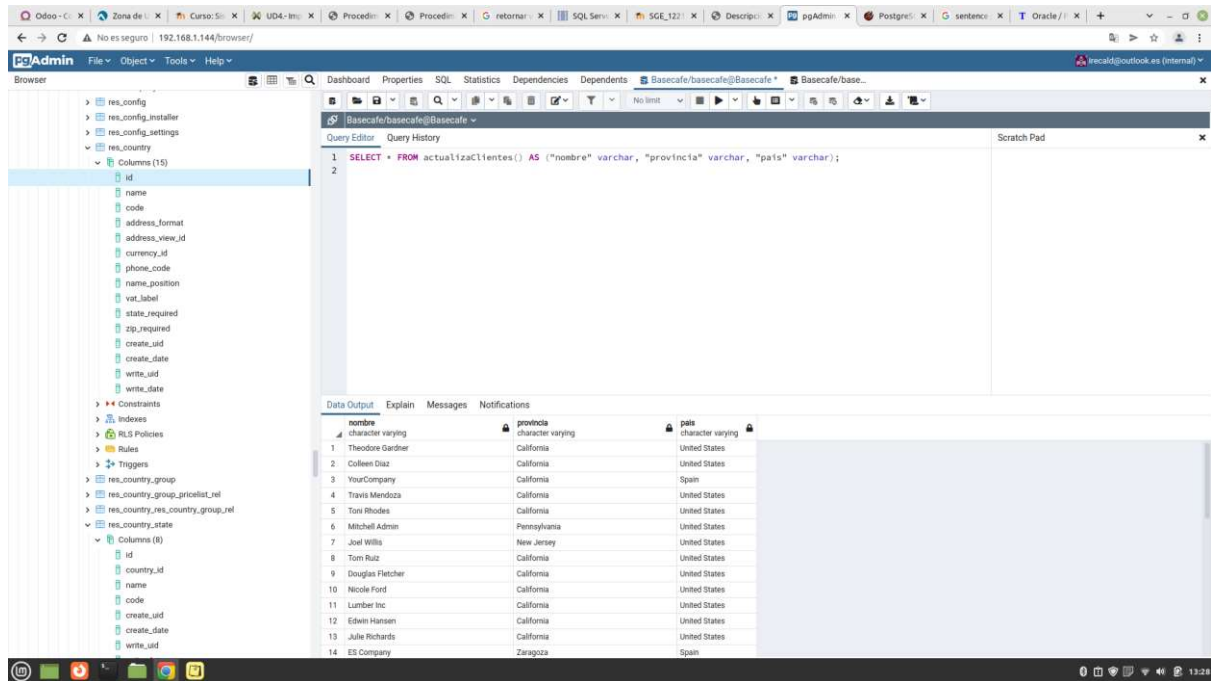 Odoo - C
Zona de U
Curso: Sis
UD4.- Imp
Procedim
Procedim
retornar v
SQL Serve
SGE_122
Descripci
pgAdmin
PostgreS
sentence
Oracle /
No es seguro | 192.168.1.144/browser/
pgAdmin File Object Tools Help
irecald@outlook.es (internal)
Browser
Dashboard Properties SQL Statistics Dependencies Dependents Basecafe/basecafe@Basecafe * Basecafe/base...
No limit
Basecafe/basecafe@Basecafe
Query Editor Query History
Scratch Pad
1 SELECT * FROM actualizaClientes() AS ("nombre" varchar, "provincia" varchar, "pais" varchar);
2
res_config
res_config_installer
res_config_settings
res_country
Columns (15)
id
name
code
address_format
address_view_id
currency_id
phone_code
name_position
vat_label
state_required
zip_required
create_uid
create_date
write_uid
write_date
Constraints
Indexes
RLS Policies
Rules
Triggers
res_country_group
res_country_group_pricelist_rel
res_country_res_country_group_rel
res_country_state
Columns (8)
id
country_id
name
code
create_uid
create_date
write_uid
Data Output Explain Messages Notifications
nombre provincia pais
character varying character varying character varying
1 Theodore Gardner California United States
2 Colleen Diaz California United States
3 YourCompany California Spain
4 Travis Mendoza California United States
5 Toni Rhodes California United States
6 Mitchell Admin Pennsylvania United States
7 Joel Willis New Jersey United States
8 Tom Ruiz California United States
9 Douglas Fletcher California United States
10 Nicole Ford California United States
11 Lumber Inc California United States
12 Edwin Hansen California United States
13 Julie Richards California United States
14 ES Company Zaragoza Spain
13:28